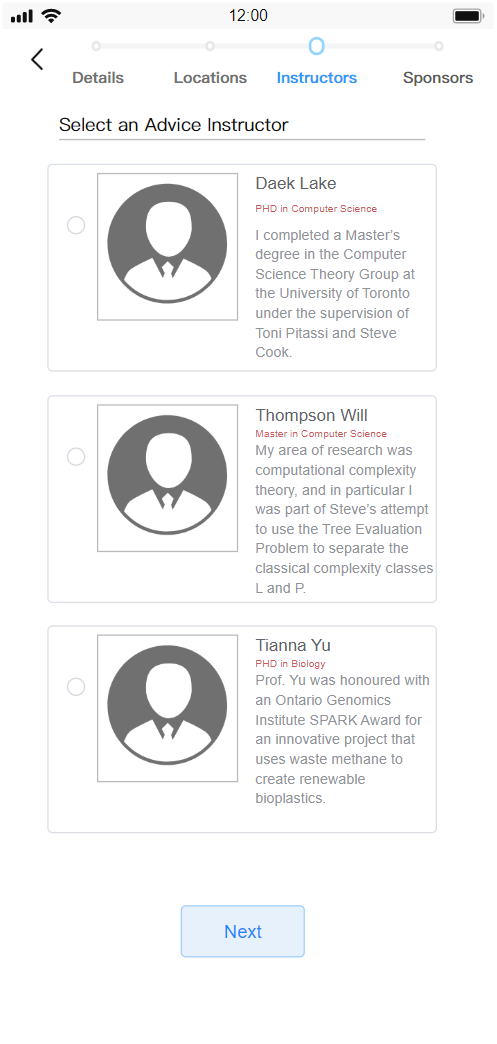 12:00
Details Locations Instructors Sponsors
Select an Advice Instructor
Daek Lake
PHD in Computer Science
I completed a Master's
degree in the Computer
Science Theory Group at
the University of Toronto
under the supervision of
Toni Pitassi and Steve
Cook.
Thompson Will
Master in Computer Science
My area of research was
computational complexity
theory, and in particular I
was part of Steve's attempt
to use the Tree Evaluation
Problem to separate the
classical complexity classes
L and P.
Tianna Yu
PHD in Biology
Prof. Yu was honoured with
an Ontario Genomics
Institute SPARK Award for
an innovative project that
uses waste methane to
create renewable
bioplastics.
Next